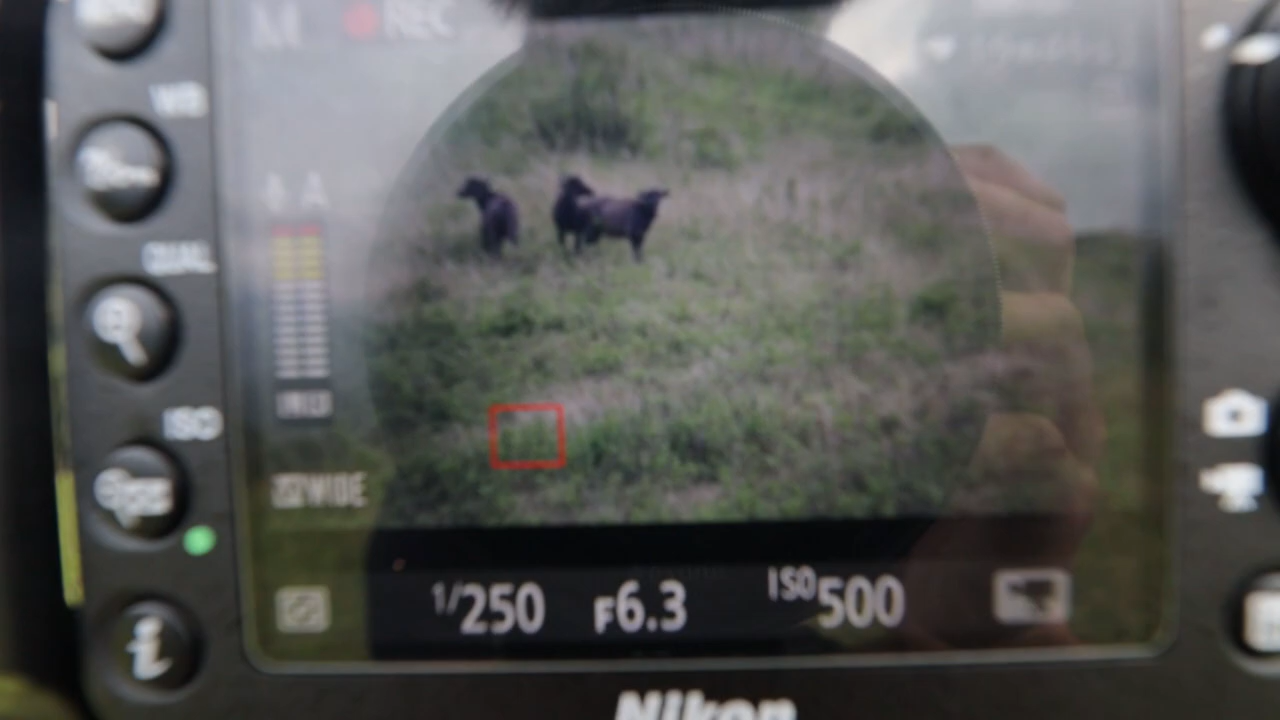 REC
WB
QUAL
ISO
WIDE
1/250 F6.3 ISO500
i
Nikon